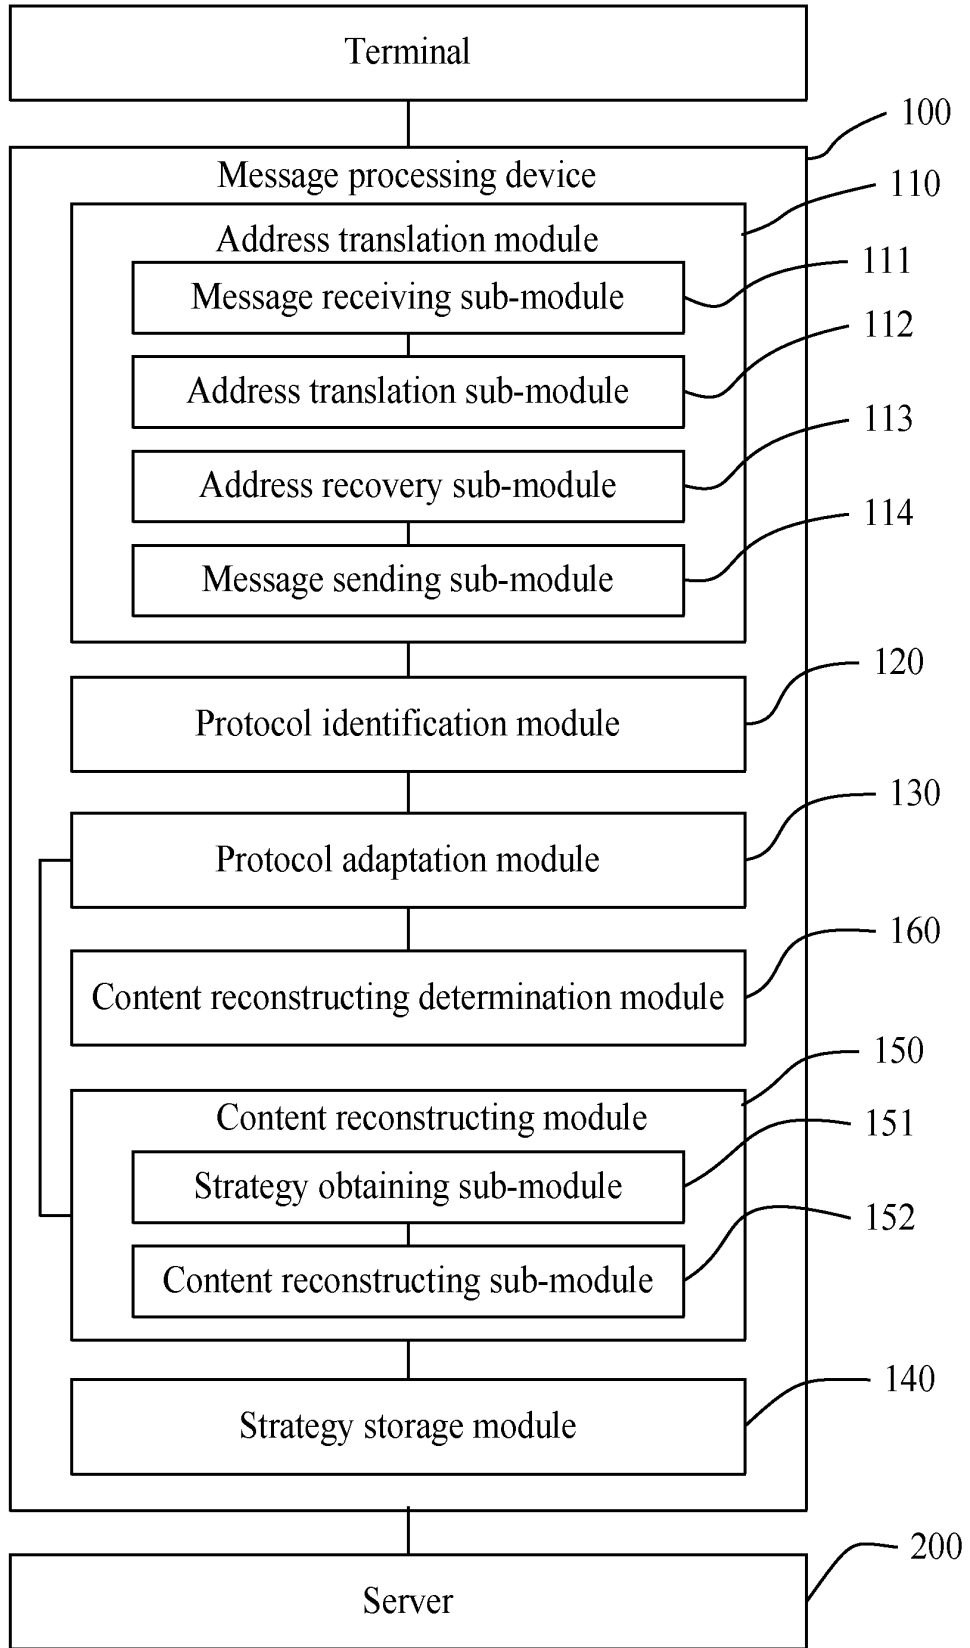 Terminal
100
Message processing device
110
Address translation module
111
Message receiving sub-module
112
Address translation sub-module
113
Address recovery sub-module
114
Message sending sub-module
120
Protocol identification module
130
Protocol adaptation module
160
Content reconstructing determination module
150
Content reconstructing module
151
Strategy obtaining sub-module
152
Content reconstructing sub-module
140
Strategy storage module
200
Server